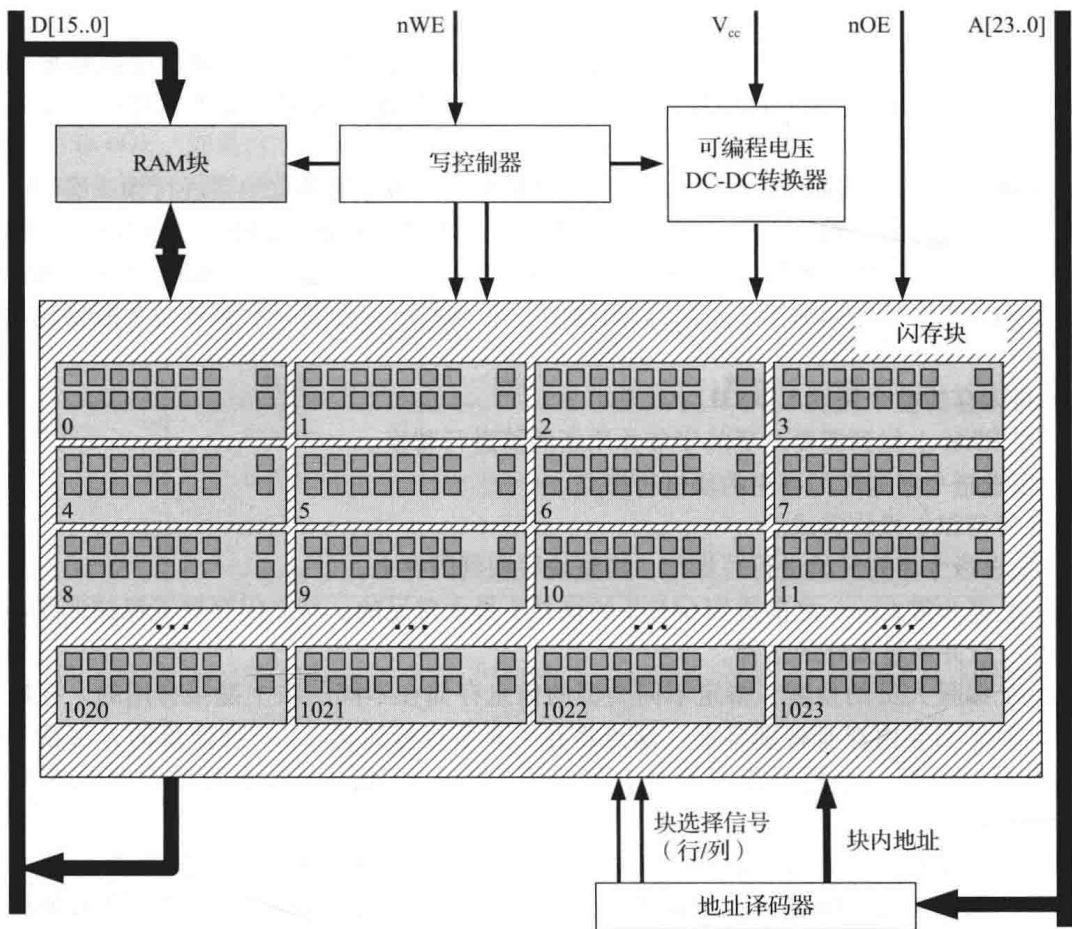 D[15..0]
nWE
Vcc
nOE
A[23..0]
RAM块
写控制器
可编程电压
DC-DC转换器
闪存块
0
1
2
3
4
5
6
7
8
9
10
11
... ... ... ...
1020
1021
1022
1023
块选择信号
（行/列）
块内地址
地址译码器